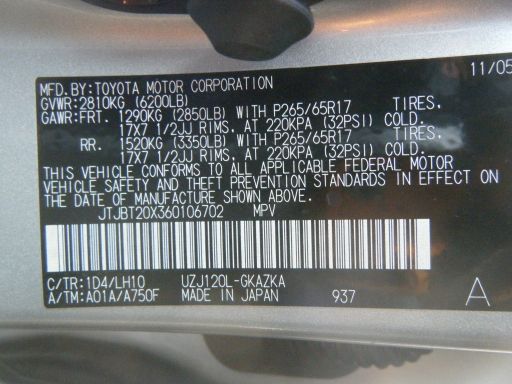 11/05
MFD.BY:TOYOTA MOTOR CORPORATION
GVWR:2810KG (6200LB)
GAWR:FRT. 1290KG (2850LB) WITH P265/65R17 TIRES,
17X7 1/2JJ RIMS, AT 220KPA (32PSI) COLD.
RR. 1520KG (3350LB) WITH P265/65R17 TIRES,
17X7 1/2JJ RIMS, AT 220KPA (32PSI) COLD.
THIS VEHICLE CONFORMS TO ALL APPLICABLE FEDERAL MOTOR
VEHICLE SAFETY AND THEFT PREVENTION STANDARDS IN EFFECT ON
THE DATE OF MANUFACTURE SHOWN ABOVE.
JTJBT20X360106702 MPV
C/TR:1D4/LH10 UZJ120L-GKAZKA
A/TM:A01A/A750F MADE IN JAPAN 937 A